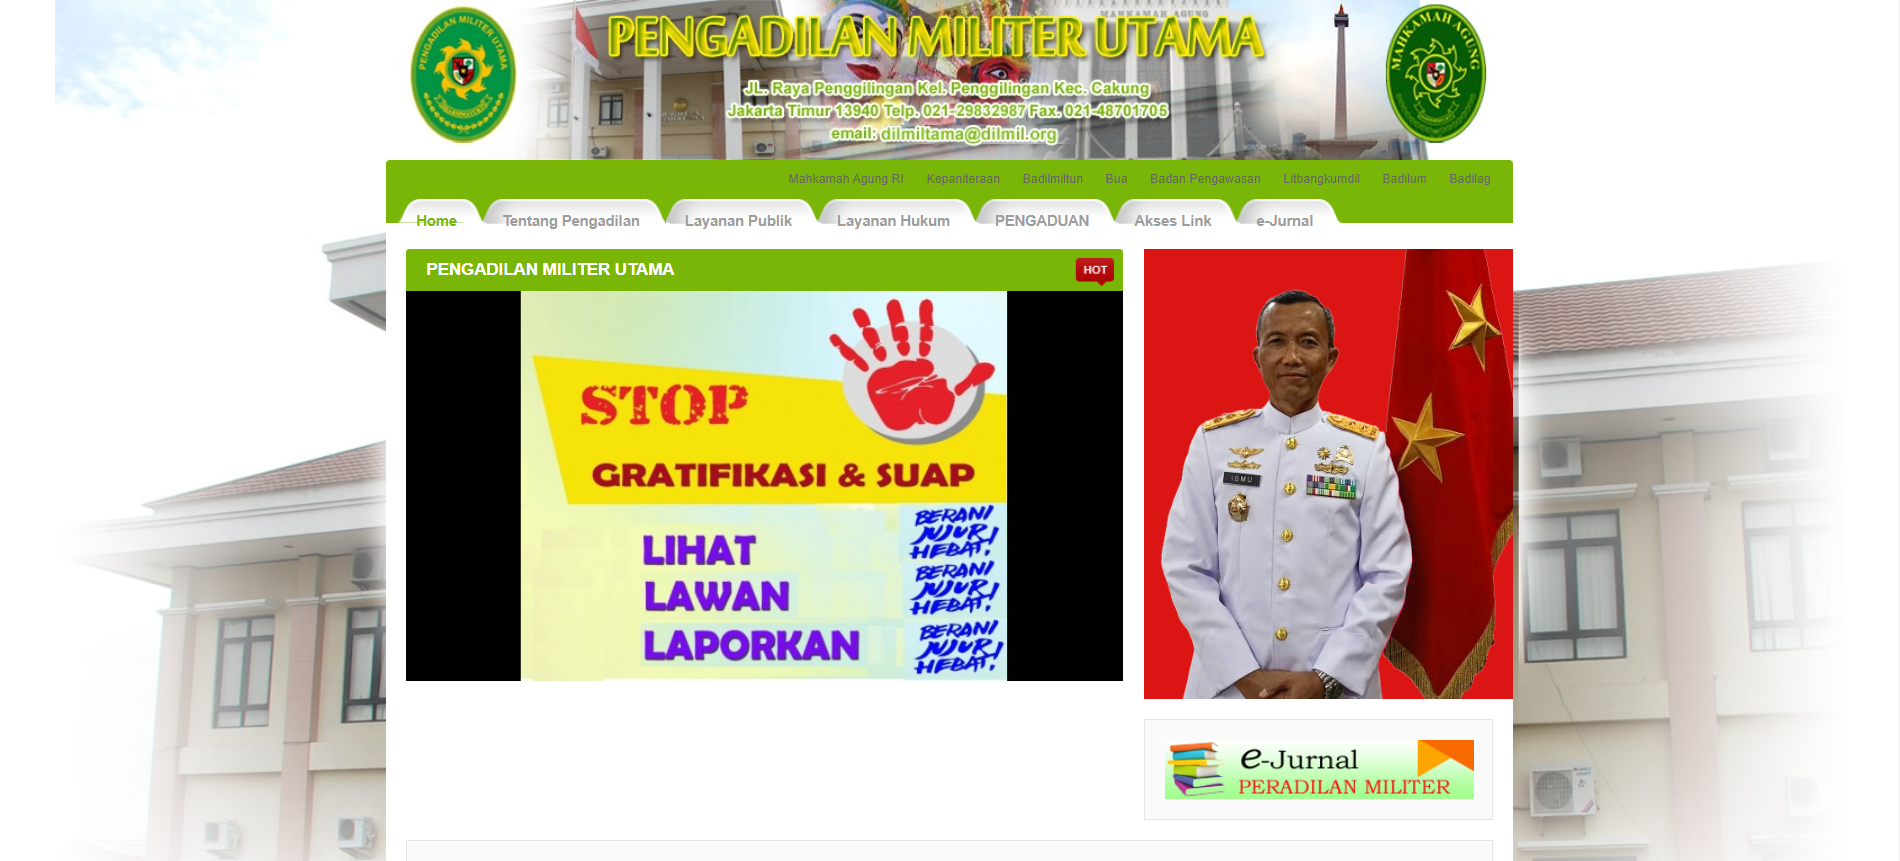 MAHKAMAH AGUNG
PENGADILAN MILITER UTAMA
PENGADILAN MILITER UTAMA
MAHKAMAH AGUNG
JL. Raya Penggilingan Kel. Penggilingan Kec. Cakung
Jakarta Timur 13940 Telp. 021-29832987 Fax. 021-48701705
email: dilmiltama@dilmil.org
Mahkamah Agung RI Kepaniteraan Badilmiltun Bua Badan Pengawasan Litbangkumdil Badilum Badilag
Home Tentang Pengadilan Layanan Publik Layanan Hukum PENGADUAN Akses Link e-Jurnal
PENGADILAN MILITER UTAMA
HOT
STOP
GRATIFIKASI & SUAP
LIHAT
LAWAN
LAPORKAN
BERANI
JUJUR
HEBAT!
BERANI
JUJUR
HEBAT!
BERANI
JUJUR
HEBAT!
ISMU
e-Jurnal
PERADILAN MILITER